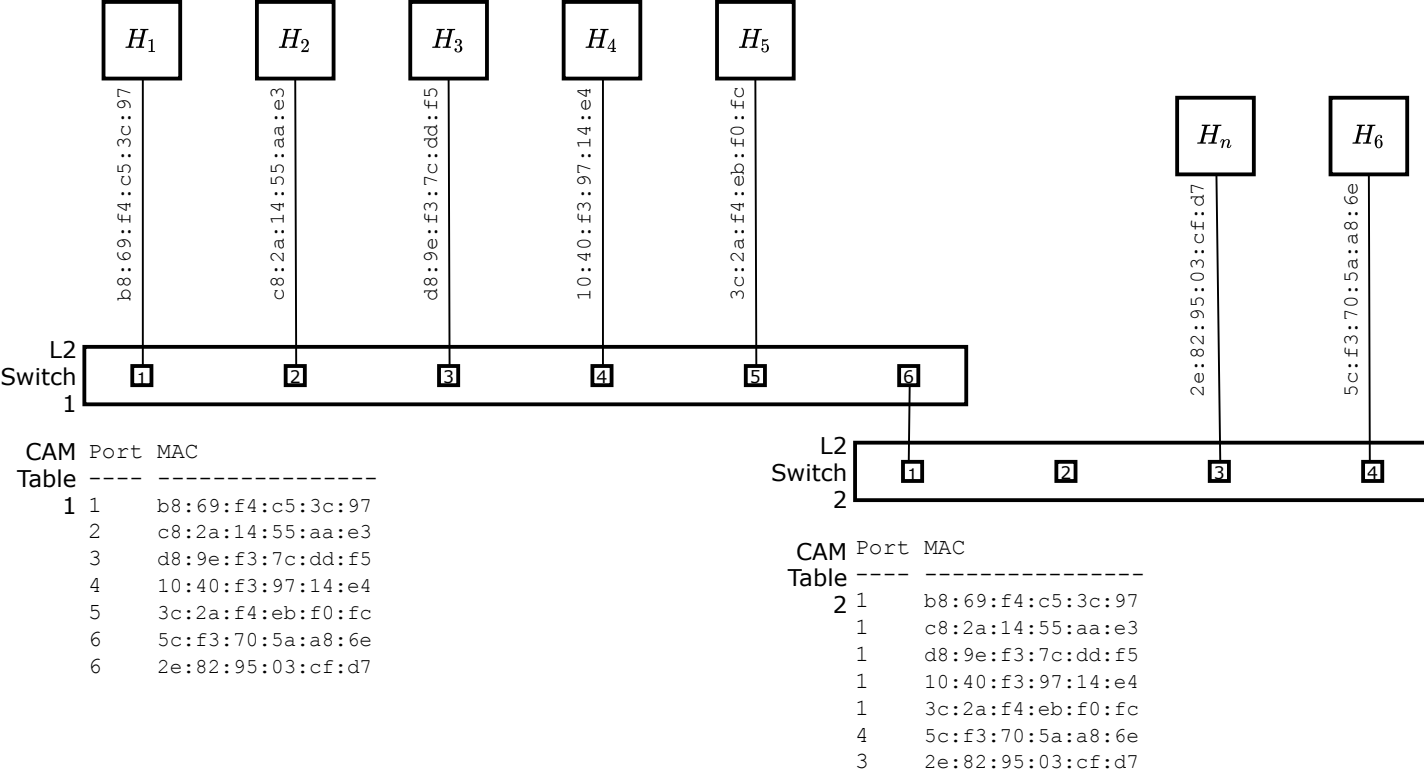 H1 H2 H3 H4 H5
Hn H6
b8:69:f4:c5:3c:97
c8:2a:14:55:aa:e3
d8:9e:f3:7c:dd:f5
10:40:f3:97:14:e4
3c:2a:f4:eb:f0:fc
2e:82:95:03:cf:d7
5c:f3:70:5a:a8:6e
L2
Switch
1
1 2 3 4 5 6
L2
Switch
2
1 2 3 4
CAM
Table
1
Port MAC
---- ----------------
1 b8:69:f4:c5:3c:97
2 c8:2a:14:55:aa:e3
3 d8:9e:f3:7c:dd:f5
4 10:40:f3:97:14:e4
5 3c:2a:f4:eb:f0:fc
6 5c:f3:70:5a:a8:6e
6 2e:82:95:03:cf:d7
CAM
Table
2
Port MAC
---- ----------------
1 b8:69:f4:c5:3c:97
1 c8:2a:14:55:aa:e3
1 d8:9e:f3:7c:dd:f5
1 10:40:f3:97:14:e4
1 3c:2a:f4:eb:f0:fc
4 5c:f3:70:5a:a8:6e
3 2e:82:95:03:cf:d7